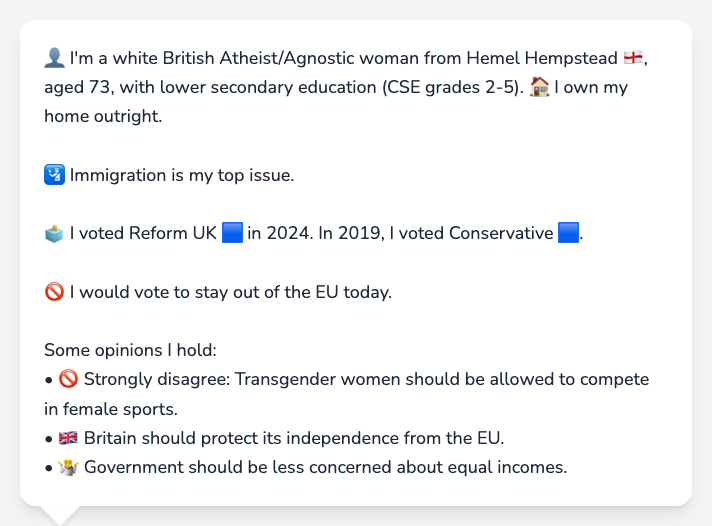 👤 I'm a white British Atheist/Agnostic woman from Hemel Hempstead 🏴󠁧󠁢󠁥󠁮󠁧󠁿,
aged 73, with lower secondary education (CSE grades 2-5). 🏠 I own my
home outright.
🛂 Immigration is my top issue.
🗳️ I voted Reform UK 🟦 in 2024. In 2019, I voted Conservative 🟦.
🚫 I would vote to stay out of the EU today.
Some opinions I hold:
• 🚫 Strongly disagree: Transgender women should be allowed to compete
in female sports.
• 🇬🇧 Britain should protect its independence from the EU.
• 🤷 Government should be less concerned about equal incomes.